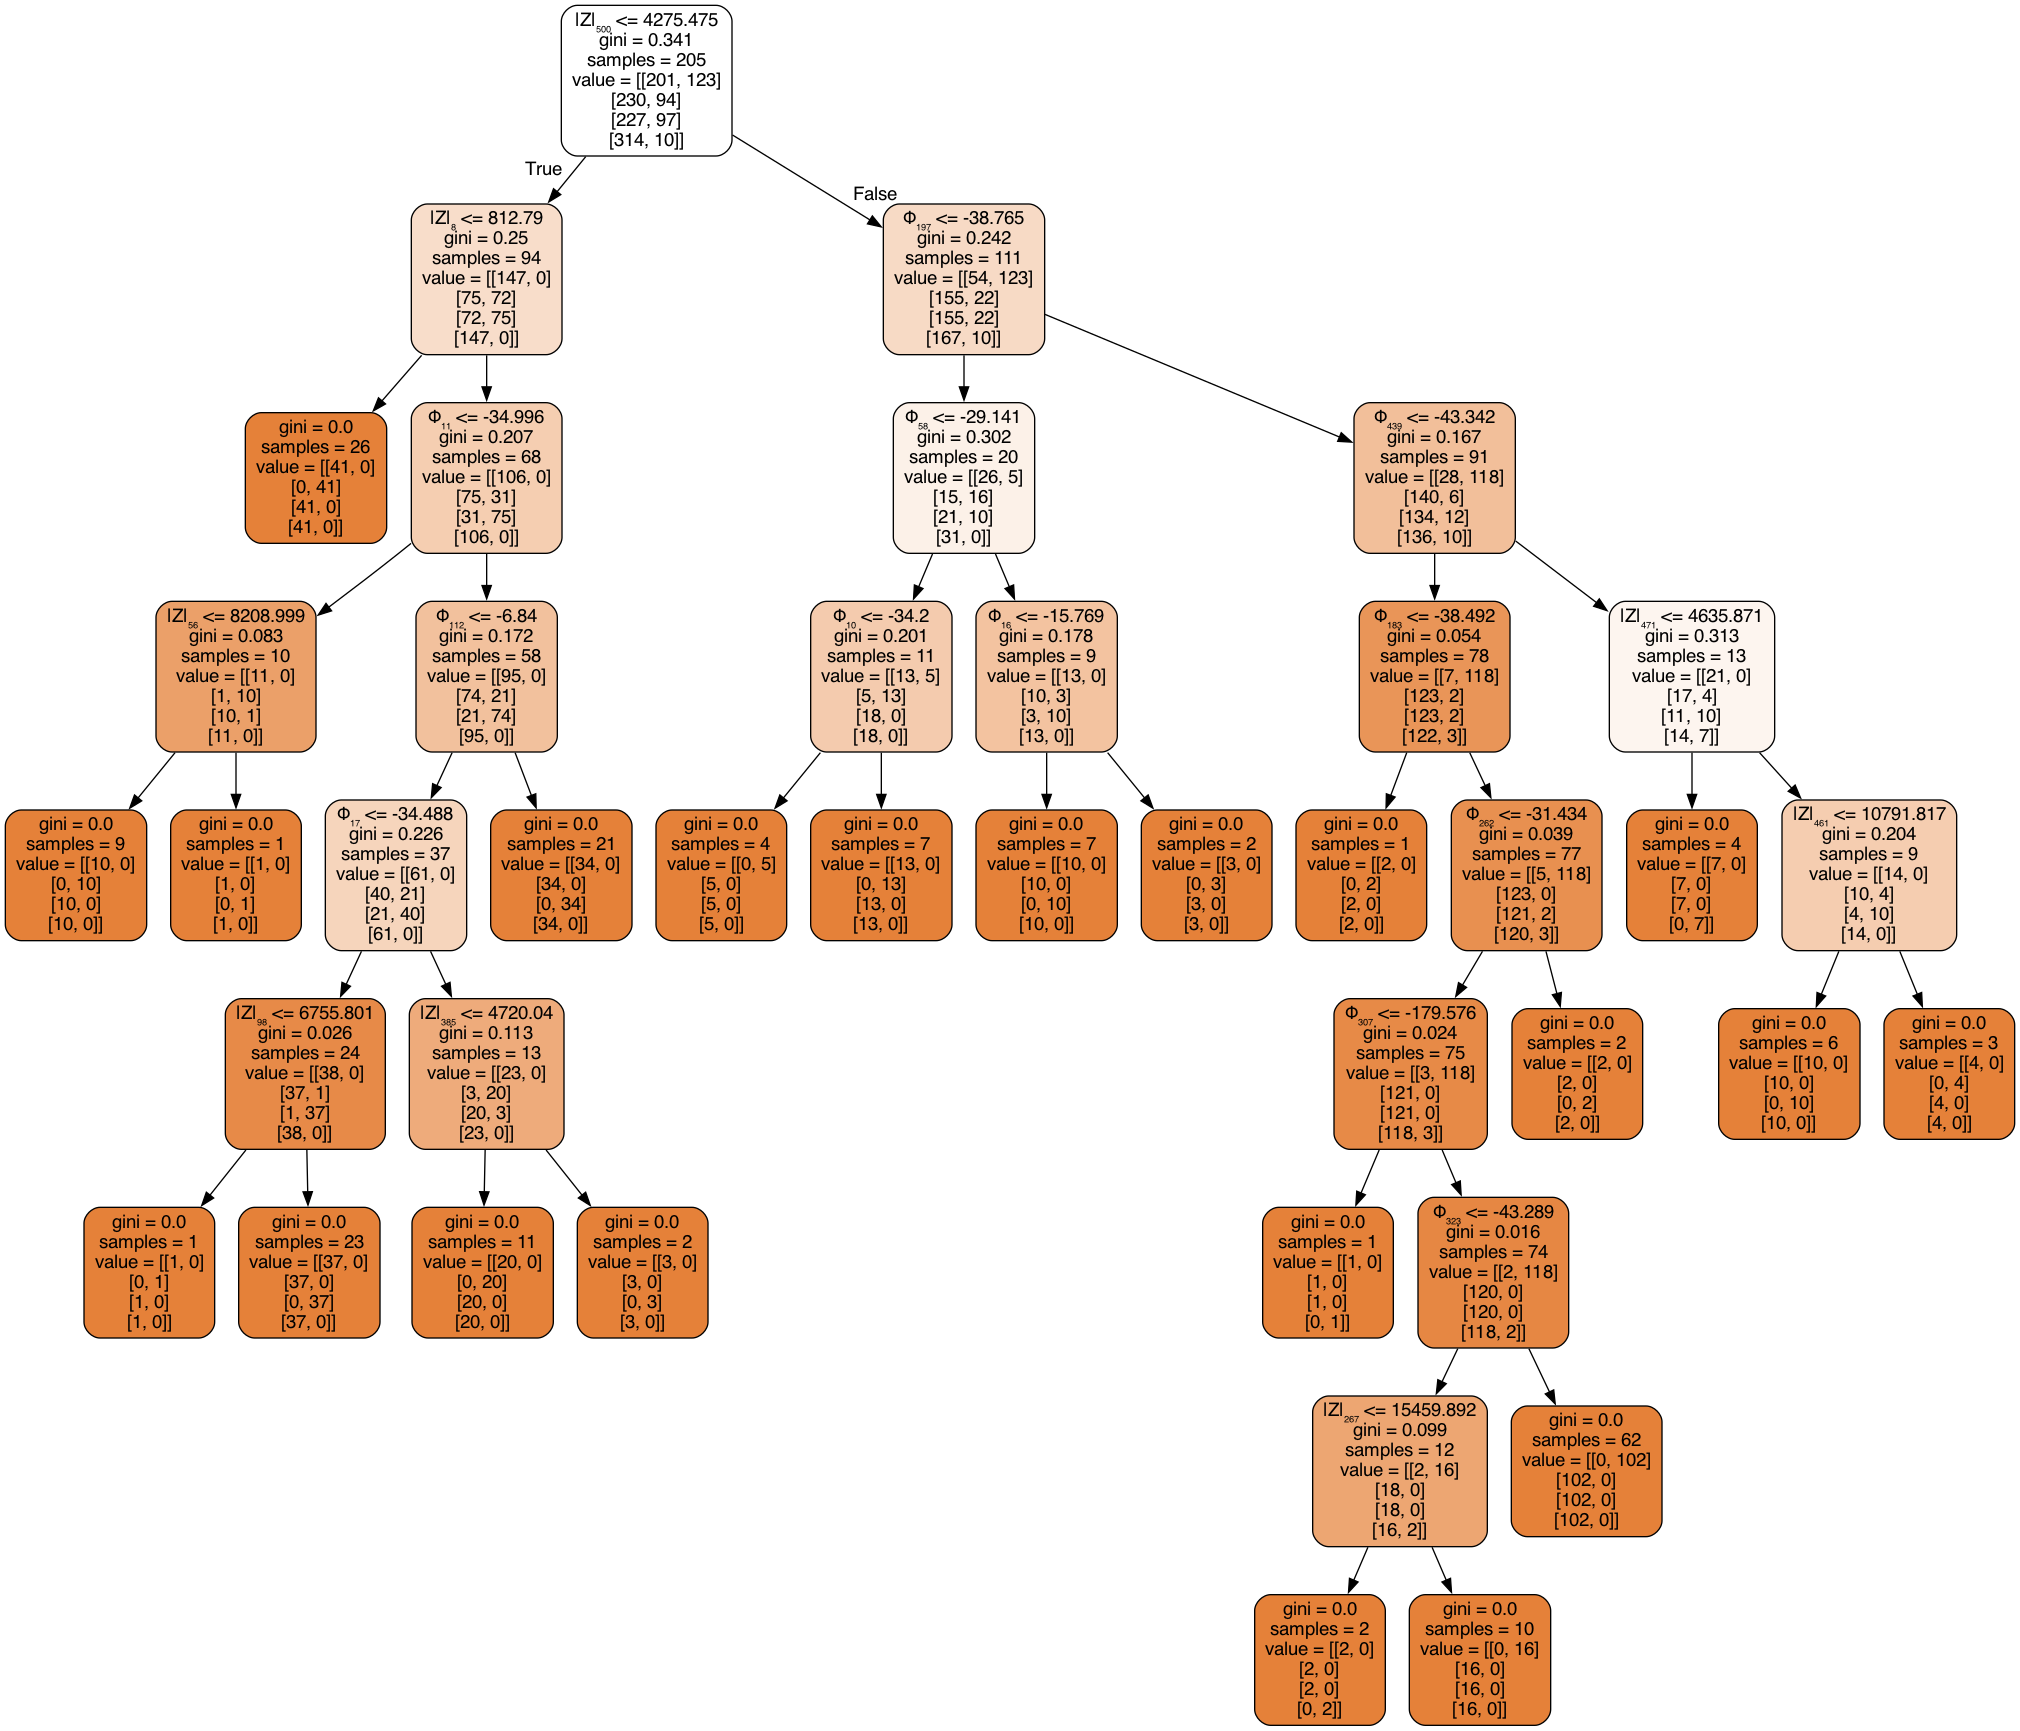 |Z|₅₀₀ <= 4275.475
gini = 0.341
samples = 205
value = [[201, 123]
[230, 94]
[227, 97]
[314, 10]]
True
False
|Z|₈ <= 812.79
gini = 0.25
samples = 94
value = [[147, 0]
[75, 72]
[72, 75]
[147, 0]]
Φ₁₉₇ <= -38.765
gini = 0.242
samples = 111
value = [[54, 123]
[155, 22]
[155, 22]
[167, 10]]
gini = 0.0
samples = 26
value = [[41, 0]
[0, 41]
[41, 0]
[41, 0]]
Φ₁₁ <= -34.996
gini = 0.207
samples = 68
value = [[106, 0]
[75, 31]
[31, 75]
[106, 0]]
Φ₅₈ <= -29.141
gini = 0.302
samples = 20
value = [[26, 5]
[15, 16]
[21, 10]
[31, 0]]
Φ₄₃₉ <= -43.342
gini = 0.167
samples = 91
value = [[28, 118]
[140, 6]
[134, 12]
[136, 10]]
|Z|₅₆ <= 8208.999
gini = 0.083
samples = 10
value = [[11, 0]
[1, 10]
[10, 1]
[11, 0]]
Φ₁₁₂ <= -6.84
gini = 0.172
samples = 58
value = [[95, 0]
[74, 21]
[21, 74]
[95, 0]]
Φ₁₀ <= -34.2
gini = 0.201
samples = 11
value = [[13, 5]
[5, 13]
[18, 0]
[18, 0]]
Φ₁₆ <= -15.769
gini = 0.178
samples = 9
value = [[13, 0]
[10, 3]
[3, 10]
[13, 0]]
Φ₁₈₃ <= -38.492
gini = 0.054
samples = 78
value = [[7, 118]
[123, 2]
[123, 2]
[122, 3]]
|Z|₄₇₁ <= 4635.871
gini = 0.313
samples = 13
value = [[21, 0]
[17, 4]
[11, 10]
[14, 7]]
gini = 0.0
samples = 9
value = [[10, 0]
[0, 10]
[10, 0]
[10, 0]]
gini = 0.0
samples = 1
value = [[1, 0]
[1, 0]
[0, 1]
[1, 0]]
Φ₁₇ <= -34.488
gini = 0.226
samples = 37
value = [[61, 0]
[40, 21]
[21, 40]
[61, 0]]
gini = 0.0
samples = 21
value = [[34, 0]
[34, 0]
[0, 34]
[34, 0]]
gini = 0.0
samples = 4
value = [[0, 5]
[5, 0]
[5, 0]
[5, 0]]
gini = 0.0
samples = 7
value = [[13, 0]
[0, 13]
[13, 0]
[13, 0]]
gini = 0.0
samples = 7
value = [[10, 0]
[10, 0]
[0, 10]
[10, 0]]
gini = 0.0
samples = 2
value = [[3, 0]
[0, 3]
[3, 0]
[3, 0]]
gini = 0.0
samples = 1
value = [[2, 0]
[0, 2]
[2, 0]
[2, 0]]
Φ₂₆₂ <= -31.434
gini = 0.039
samples = 77
value = [[5, 118]
[123, 0]
[121, 2]
[120, 3]]
gini = 0.0
samples = 4
value = [[7, 0]
[7, 0]
[7, 0]
[0, 7]]
|Z|₄₆₁ <= 10791.817
gini = 0.204
samples = 9
value = [[14, 0]
[10, 4]
[4, 10]
[14, 0]]
|Z|₉₈ <= 6755.801
gini = 0.026
samples = 24
value = [[38, 0]
[37, 1]
[1, 37]
[38, 0]]
|Z|₃₈₅ <= 4720.04
gini = 0.113
samples = 13
value = [[23, 0]
[3, 20]
[20, 3]
[23, 0]]
Φ₃₀₇ <= -179.576
gini = 0.024
samples = 75
value = [[3, 118]
[121, 0]
[121, 0]
[118, 3]]
gini = 0.0
samples = 2
value = [[2, 0]
[2, 0]
[0, 2]
[2, 0]]
gini = 0.0
samples = 6
value = [[10, 0]
[10, 0]
[0, 10]
[10, 0]]
gini = 0.0
samples = 3
value = [[4, 0]
[0, 4]
[4, 0]
[4, 0]]
gini = 0.0
samples = 1
value = [[1, 0]
[0, 1]
[1, 0]
[1, 0]]
gini = 0.0
samples = 23
value = [[37, 0]
[37, 0]
[0, 37]
[37, 0]]
gini = 0.0
samples = 11
value = [[20, 0]
[0, 20]
[20, 0]
[20, 0]]
gini = 0.0
samples = 2
value = [[3, 0]
[3, 0]
[0, 3]
[3, 0]]
gini = 0.0
samples = 1
value = [[1, 0]
[1, 0]
[1, 0]
[0, 1]]
Φ₃₂₃ <= -43.289
gini = 0.016
samples = 74
value = [[2, 118]
[120, 0]
[120, 0]
[118, 2]]
|Z|₂₆₇ <= 15459.892
gini = 0.099
samples = 12
value = [[2, 16]
[18, 0]
[18, 0]
[16, 2]]
gini = 0.0
samples = 62
value = [[0, 102]
[102, 0]
[102, 0]
[102, 0]]
gini = 0.0
samples = 2
value = [[2, 0]
[2, 0]
[2, 0]
[0, 2]]
gini = 0.0
samples = 10
value = [[0, 16]
[16, 0]
[16, 0]
[16, 0]]